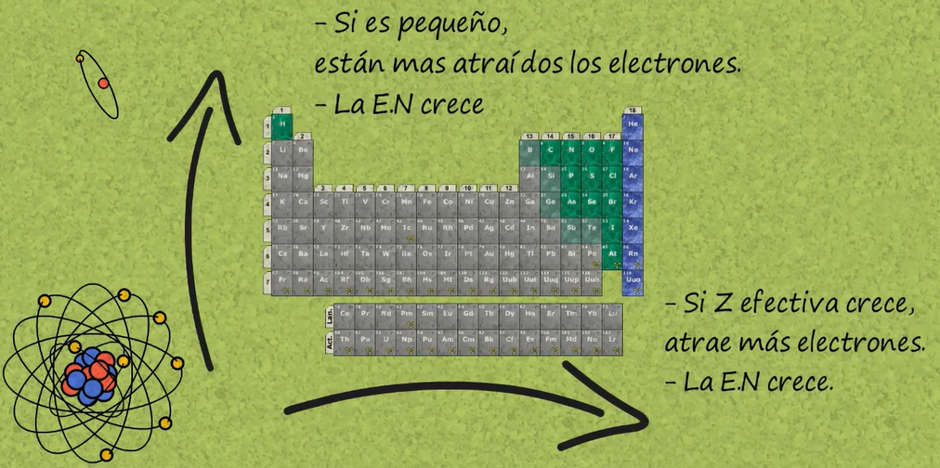 - Si es pequeño,
están mas atraídos los electrones.
- La E.N crece
1 18
1 H He
2 13 14 15 16 17
2 Li Be B C N O F Ne
3 Na Mg Al Si P S Cl Ar
3 4 5 6 7 8 9 10 11 12
4 K Ca Sc Ti V Cr Mn Fe Co Ni Cu Zn Ga Ge As Se Br Kr
5 Rb Sr Y Zr Nb Mo Tc Ru Rh Pd Ag Cd In Sn Sb Te I Xe
6 Cs Ba La Hf Ta W Re Os Ir Pt Au Hg Tl Pb Bi Po At Rn
7 Fr Ra Ac Rf Db Sg Bh Hs Mt Ds Rg Uub Uut Uuq Uup Uuh Uuo
Lan. Ce Pr Nd Pm Sm Eu Gd Tb Dy Ho Er Tm Yb Lu
Act. Th Pa U Np Pu Am Cm Bk Cf Es Fm Md No Lr
- Si Z efectiva crece,
atrae más electrones.
- La E.N crece.